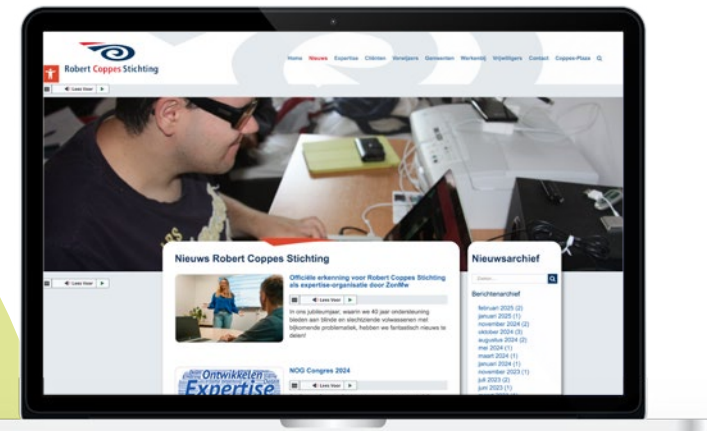 Robert Coppes Stichting
Home Nieuws Expertise Cliënten Verwijzers Gemeenten Werkenbij Vrijwilligers Contact Coppes-Plaza
Lees Voor
Nieuws Robert Coppes Stichting
Officiële erkenning voor Robert Coppes Stichting
als expertise-organisatie door ZonMw
Lees Voor
Lees Voor
In ons jubileumjaar, waarin we 40 jaar ondersteuning
bieden aan blinde en slechtziende volwassenen met
bijkomende problematiek, hebben we fantastisch nieuws te
delen!
Ontwikkelen
Expertise
NOG Congres 2024
Lees Voor
Nieuwsarchief
Zoeken...
Berichtenarchief
februari 2025 (2)
januari 2025 (1)
november 2024 (2)
oktober 2024 (3)
augustus 2024 (2)
mei 2024 (1)
maart 2024 (1)
januari 2024 (1)
november 2023 (1)
juli 2023 (2)
juni 2023 (1)